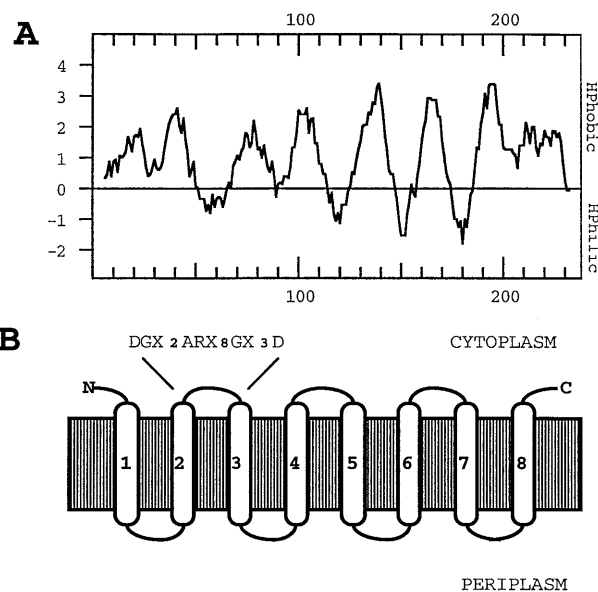 A
100 200
4
3
2
1
0
-1
-2
HPhobic
HPhilic
100 200
B
DGX 2 ARX 8 GX 3 D
CYTOPLASM
N
C
1 2 3 4 5 6 7 8
PERIPLASM